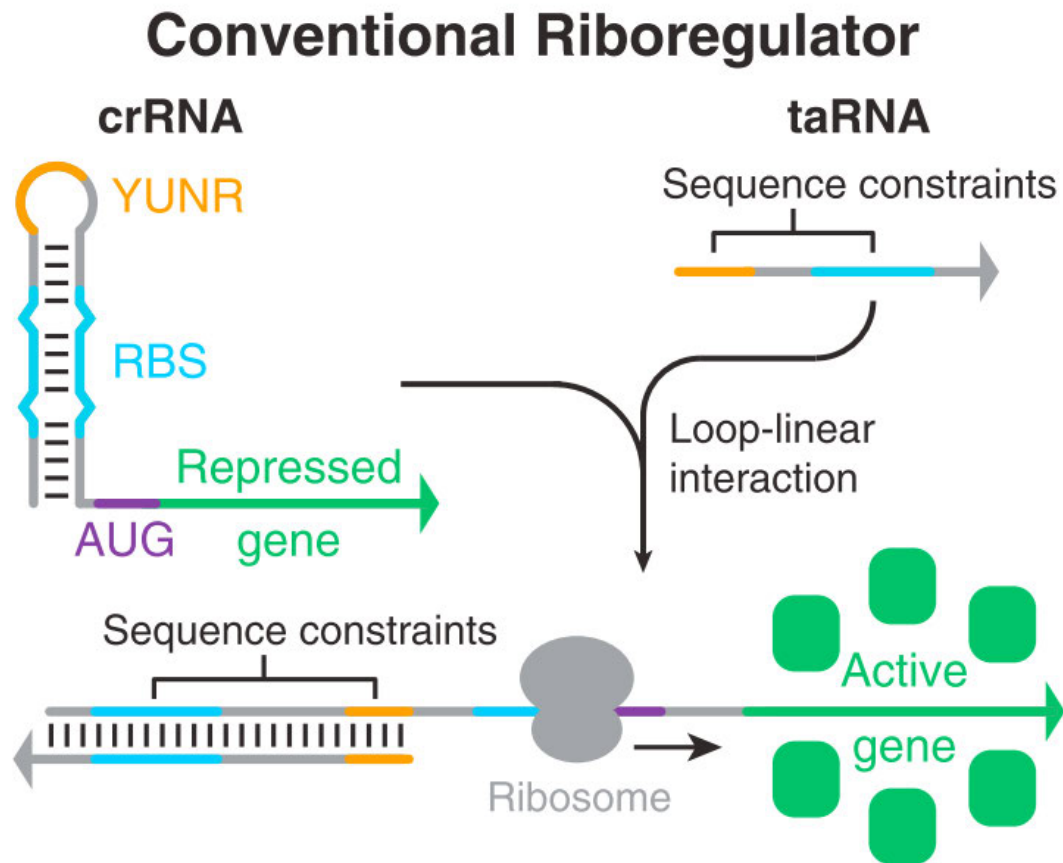 Conventional Riboregulator
crRNA
YUNR
RBS
Repressed
gene
AUG
taRNA
Sequence constraints
Loop-linear
interaction
Sequence constraints
Ribosome
Active
gene